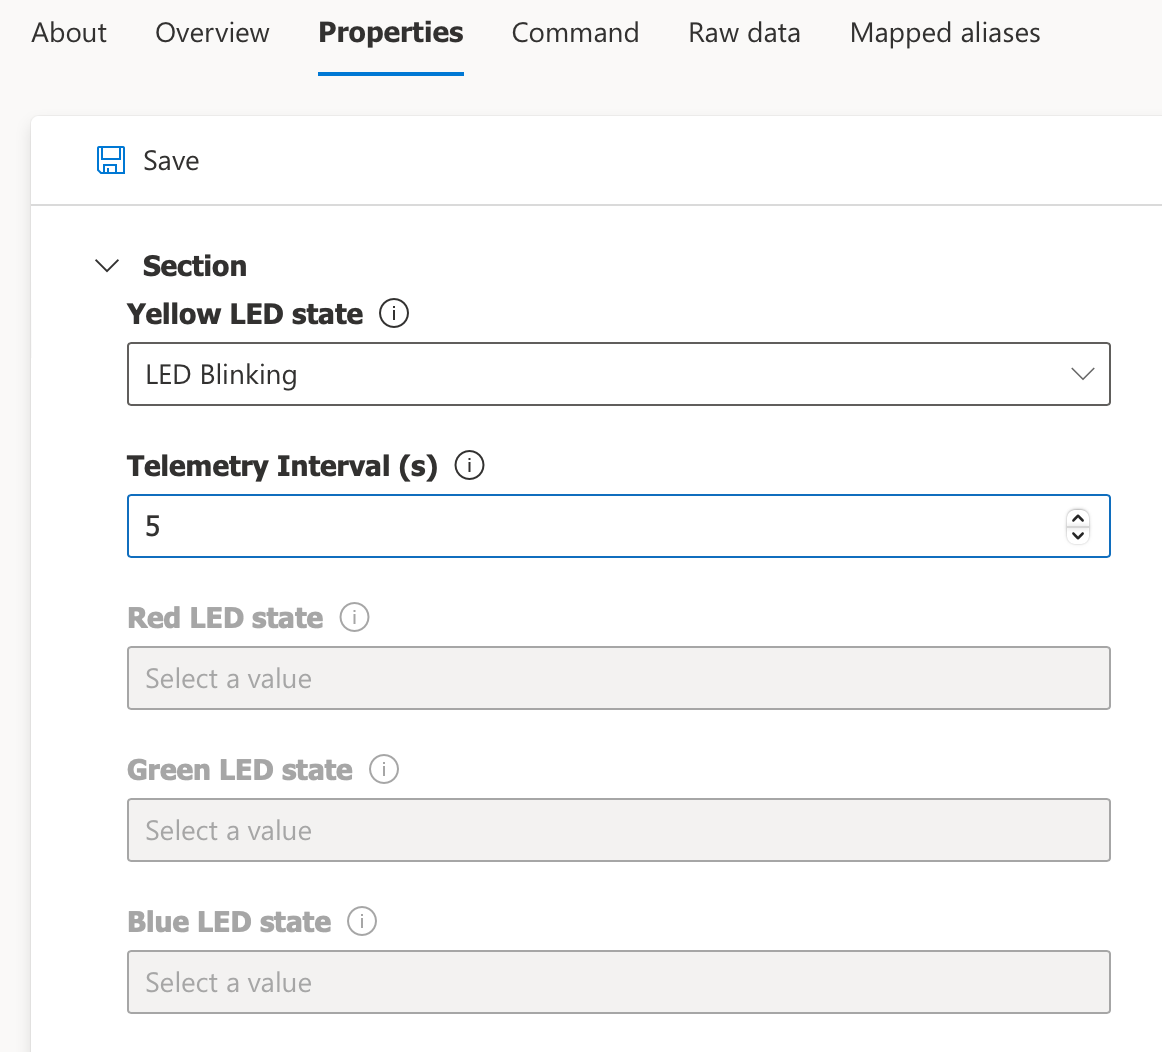 About Overview Properties Command Raw data Mapped aliases
Save
Section
Yellow LED state
LED Blinking
Telemetry Interval (s)
5
Red LED state
Select a value
Green LED state
Select a value
Blue LED state
Select a value